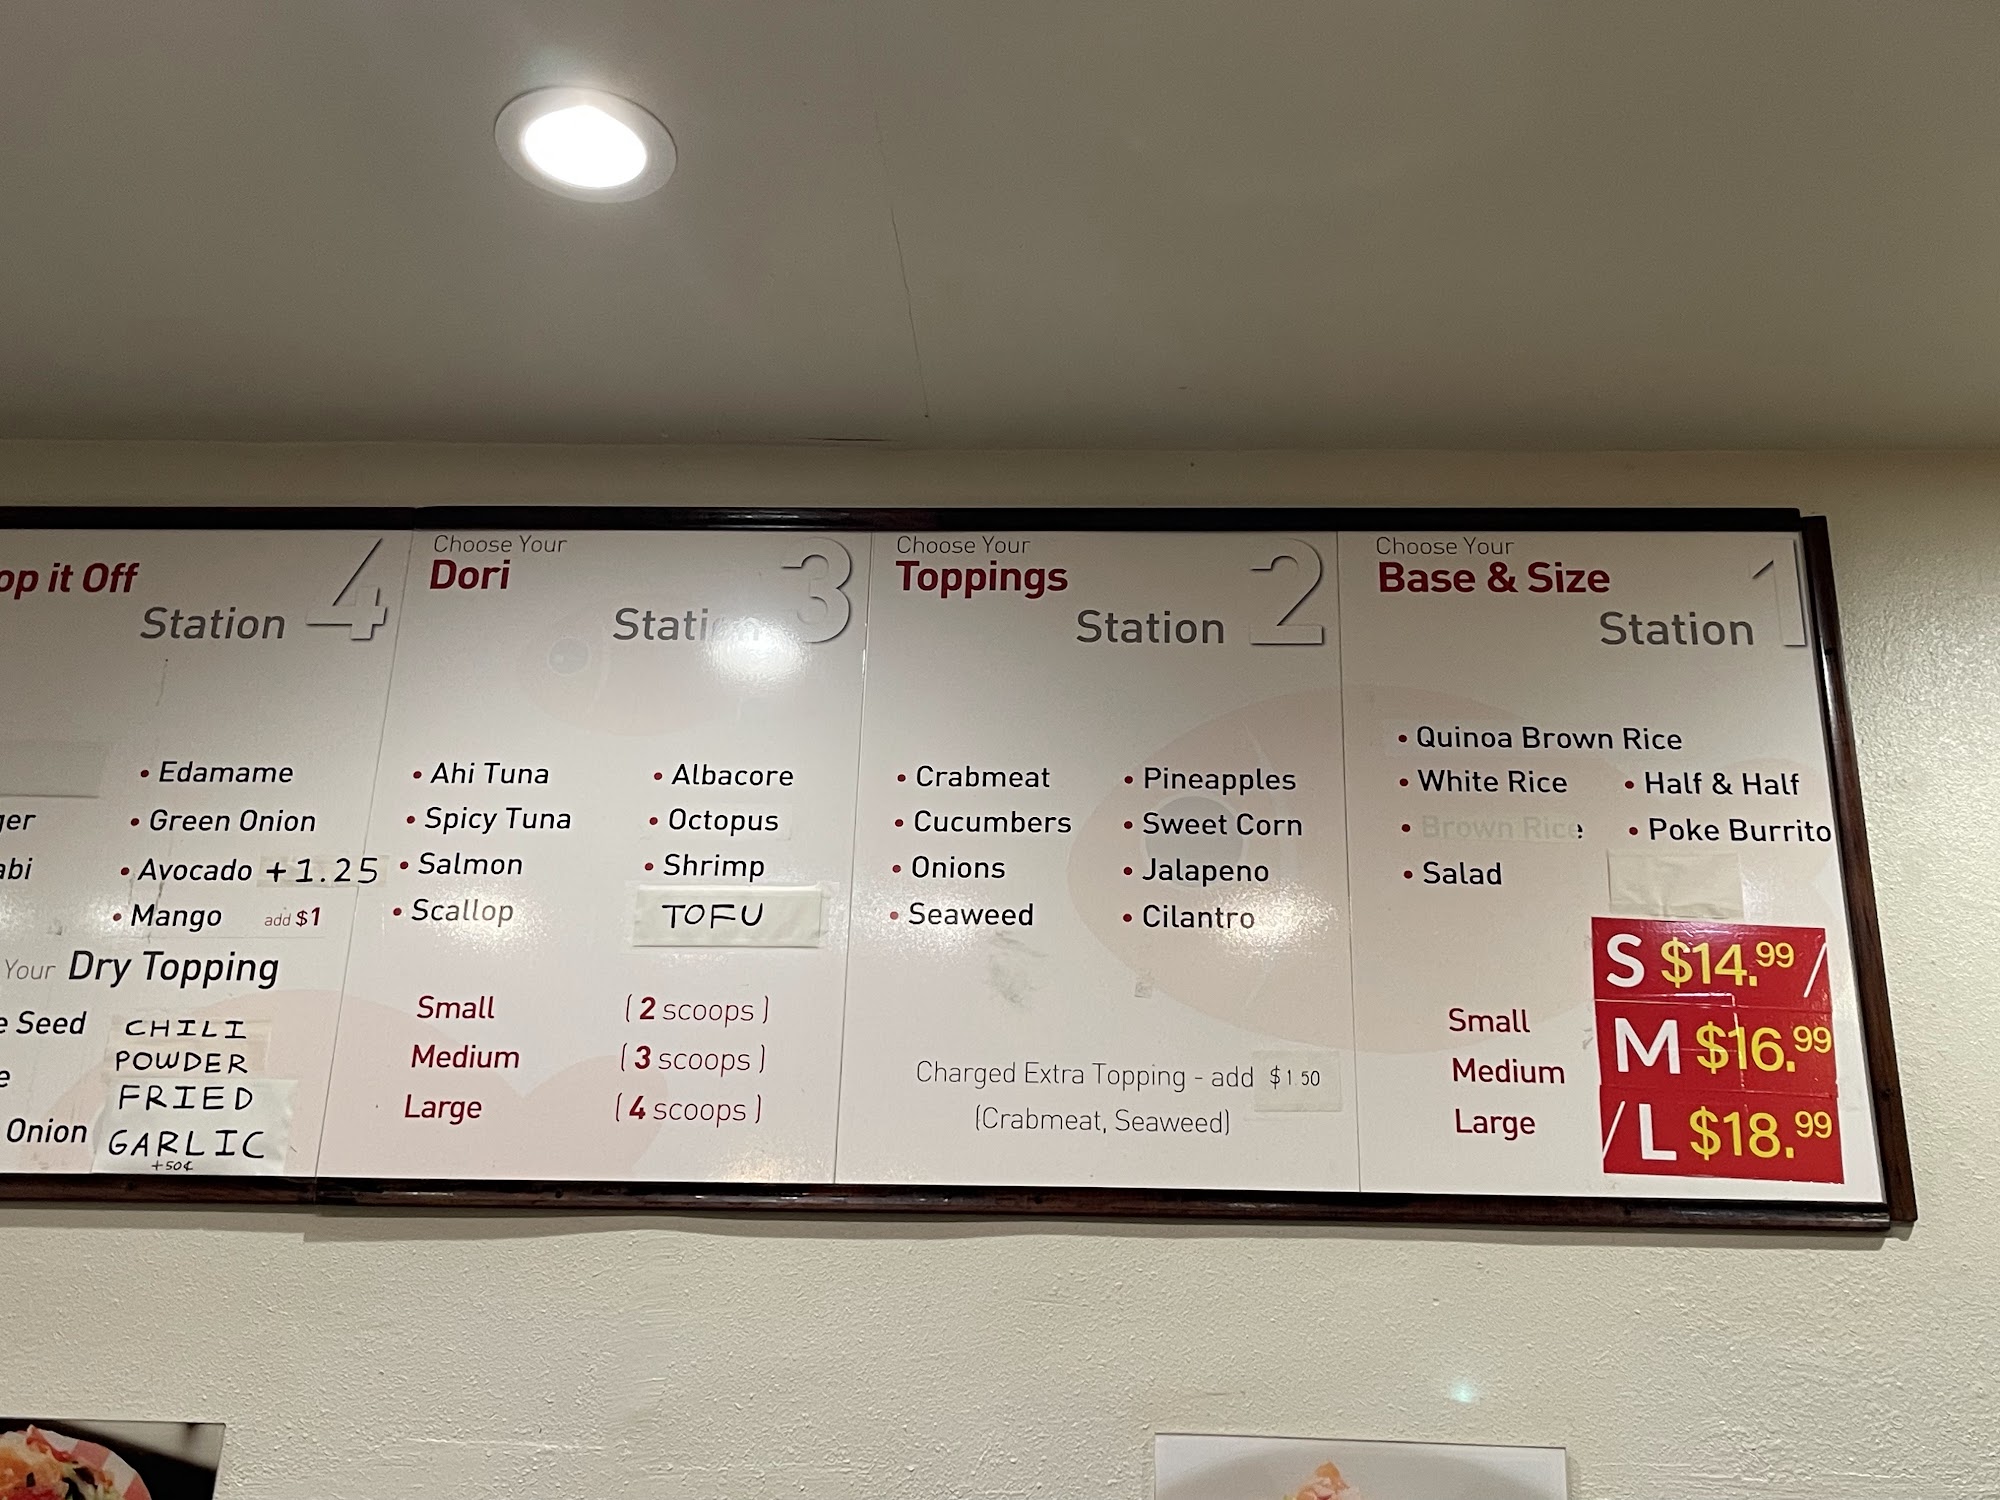 op it Off
Station 4
Edamame
Green Onion
Avocado +1.25
Mango add $1
Your Dry Topping
Seed
CHILI
POWDER
FRIED
Onion
GARLIC
+50¢
Choose Your
Dori
Station 3
Ahi Tuna
Spicy Tuna
Salmon
Scallop
Albacore
Octopus
Shrimp
TOFU
Small (2 scoops)
Medium (3 scoops)
Large (4 scoops)
Choose Your
Toppings
Station 2
Crabmeat
Cucumbers
Onions
Seaweed
Pineapples
Sweet Corn
Jalapeno
Cilantro
Charged Extra Topping - add $1.50
(Crabmeat, Seaweed)
Choose Your
Base & Size
Station 1
Quinoa Brown Rice
White Rice
Brown Rice
Salad
Half & Half
Poke Burrito
Small
Medium
Large
S $14.99 /
M $16.99
/ L $18.99